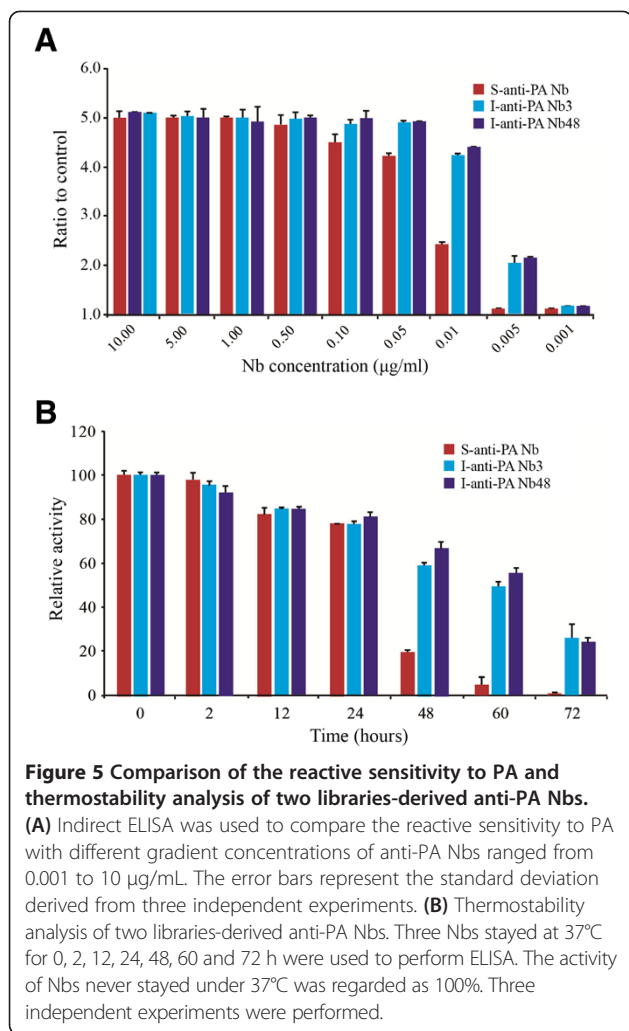 A
6.0
5.0
4.0
3.0
2.0
1.0
Ratio to control
S-anti-PA Nb
I-anti-PA Nb3
I-anti-PA Nb48
10.00 5.00 1.00 0.50 0.10 0.05 0.01 0.005 0.001
Nb concentration (µg/ml)
B
120
100
80
60
40
20
0
Relative activity
S-anti-PA Nb
I-anti-PA Nb3
I-anti-PA Nb48
0 2 12 24 48 60 72
Time (hours)
Figure 5 Comparison of the reactive sensitivity to PA and
thermostability analysis of two libraries-derived anti-PA Nbs.
(A) Indirect ELISA was used to compare the reactive sensitivity to PA
with different gradient concentrations of anti-PA Nbs ranged from
0.001 to 10 µg/mL. The error bars represent the standard deviation
derived from three independent experiments. (B) Thermostability
analysis of two libraries-derived anti-PA Nbs. Three Nbs stayed at 37°C
for 0, 2, 12, 24, 48, 60 and 72 h were used to perform ELISA. The activity
of Nbs never stayed under 37°C was regarded as 100%. Three
independent experiments were performed.